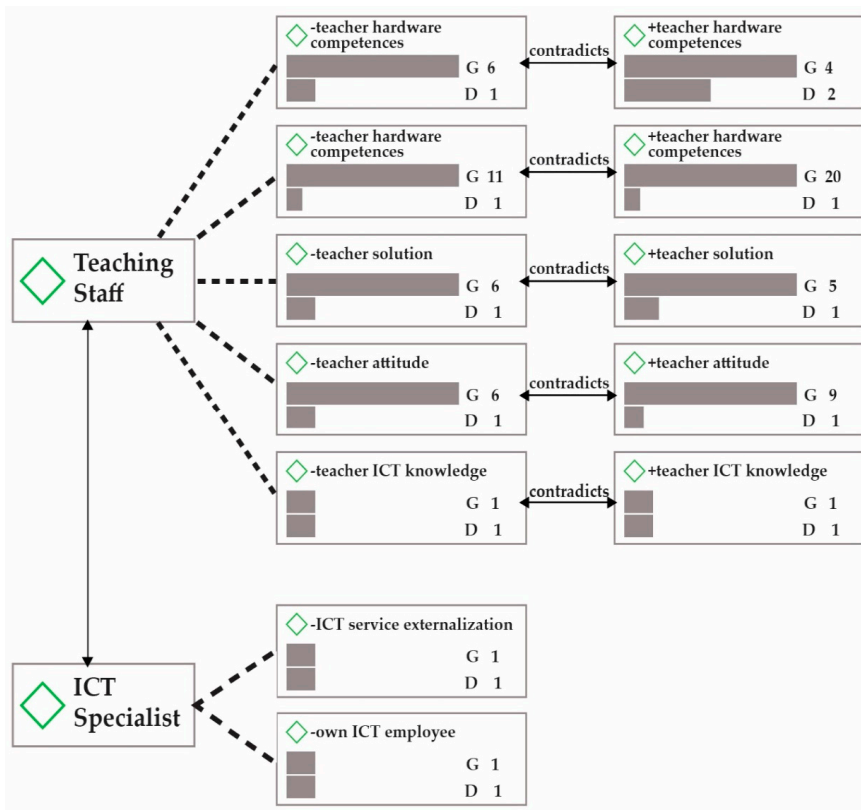 -teacher hardware
competences
G 6
D 1
contradicts
+teacher hardware
competences
G 4
D 2
-teacher hardware
competences
G 11
D 1
contradicts
+teacher hardware
competences
G 20
D 1
Teaching
Staff
-teacher solution
G 6
D 1
contradicts
+teacher solution
G 5
D 1
-teacher attitude
G 6
D 1
contradicts
+teacher attitude
G 9
D 1
-teacher ICT knowledge
G 1
D 1
contradicts
+teacher ICT knowledge
G 1
D 1
ICT
Specialist
-ICT service externalization
G 1
D 1
-own ICT employee
G 1
D 1